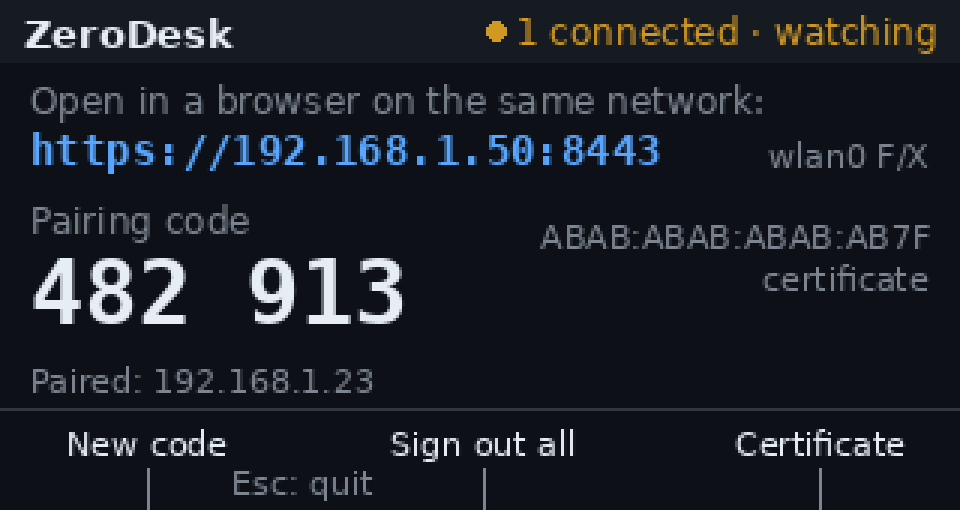 ZeroDesk
1 connected · watching
Open in a browser on the same network:
https://192.168.1.50:8443
wlan0 F/X
Pairing code
ABAB:ABAB:ABAB:AB7F
certificate
482 913
Paired: 192.168.1.23
New code
Sign out all
Certificate
Esc: quit